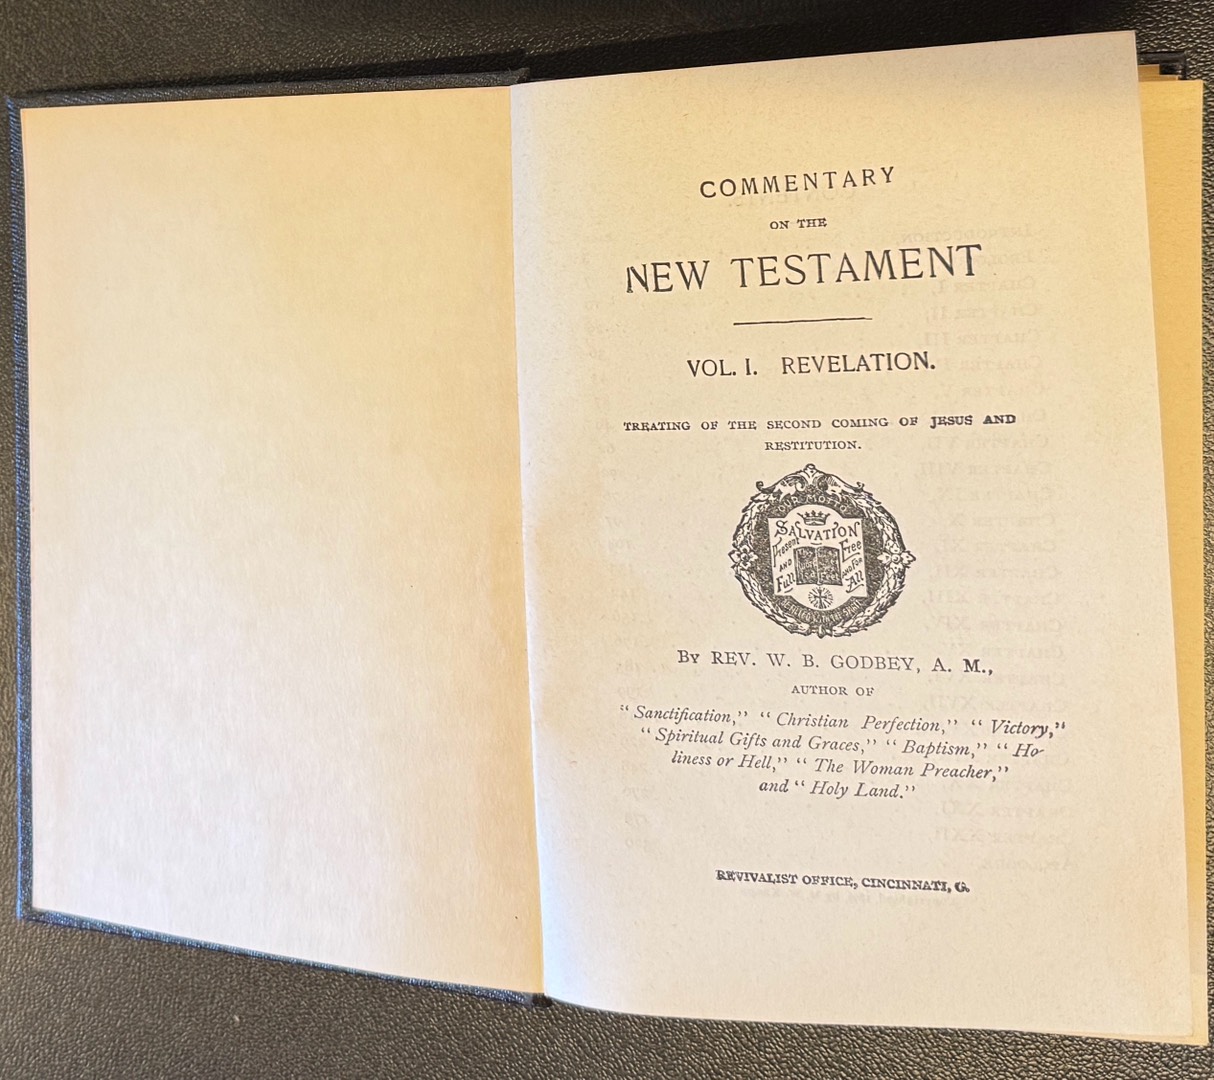 COMMENTARY
ON THE
NEW TESTAMENT
VOL. I. REVELATION.
TREATING OF THE SECOND COMING OF JESUS AND
RESTITUTION.
OUR MOTTO
SALVATION
Present Free
AND AND FOR
Full All
By REV. W. B. GODBEY, A. M.,
AUTHOR OF
"Sanctification," "Christian Perfection," "Victory,"
"Spiritual Gifts and Graces," "Baptism," "Ho-
liness or Hell," "The Woman Preacher,"
and "Holy Land."
REVIVALIST OFFICE, CINCINNATI, O.